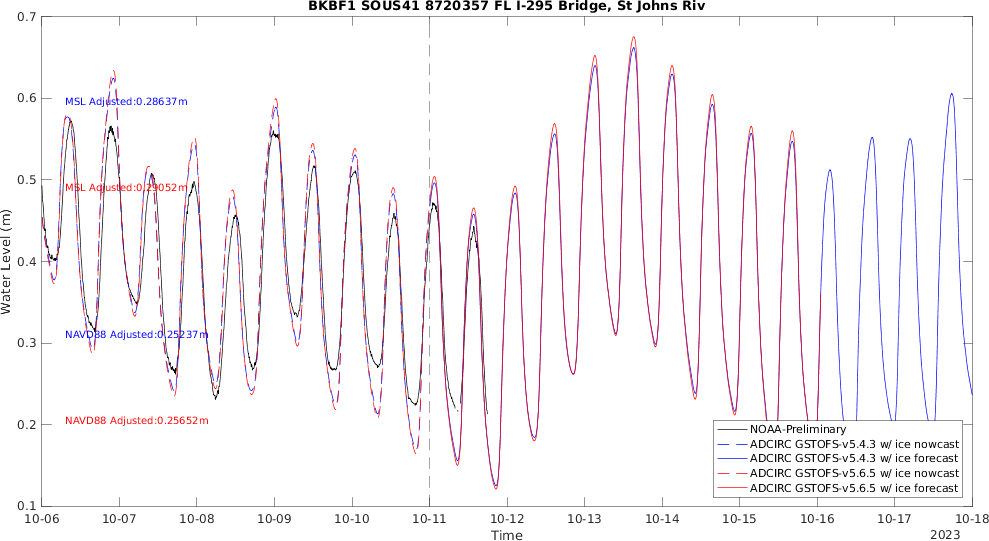 BKBF1 SOUS41 8720357 FL I-295 Bridge, St Johns Riv
0.7
0.6
0.5
0.4
0.3
0.2
0.1
Water Level (m)
MSL Adjusted:0.28637m
MSL Adjusted:0.29052m
NAVD88 Adjusted:0.25237m
NAVD88 Adjusted:0.25652m
NOAA-Preliminary
ADCIRC GSTOFS-v5.4.3 w/ ice nowcast
ADCIRC GSTOFS-v5.4.3 w/ ice forecast
ADCIRC GSTOFS-v5.6.5 w/ ice nowcast
ADCIRC GSTOFS-v5.6.5 w/ ice forecast
10-06 10-07 10-08 10-09 10-10 10-11 10-12 10-13 10-14 10-15 10-16 10-17 10-18
Time
2023